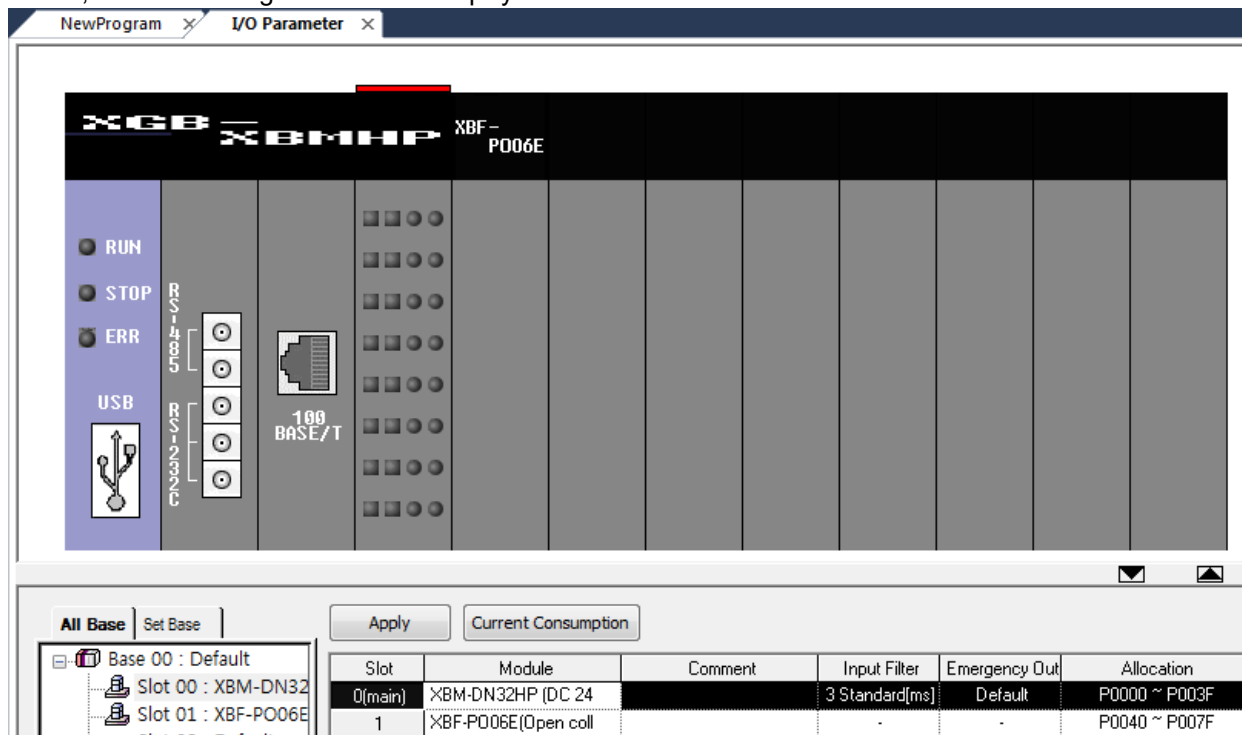 NewProgram
I/O Parameter
XGB
XBMHP
XBF-
PO06E
RUN
STOP
ERR
USB
RS-485
RS-232C
100
BASE/T
All Base
Set Base
Apply
Current Consumption
Base 00 : Default
Slot 00 : XBM-DN32
Slot 01 : XBF-PO06E
Slot Module Comment Input Filter Emergency Out Allocation
0(main) XBM-DN32HP (DC 24 3 Standard[ms] Default P0000 ~ P003F
1 XBF-PO06E(Open coll - - P0040 ~ P007F